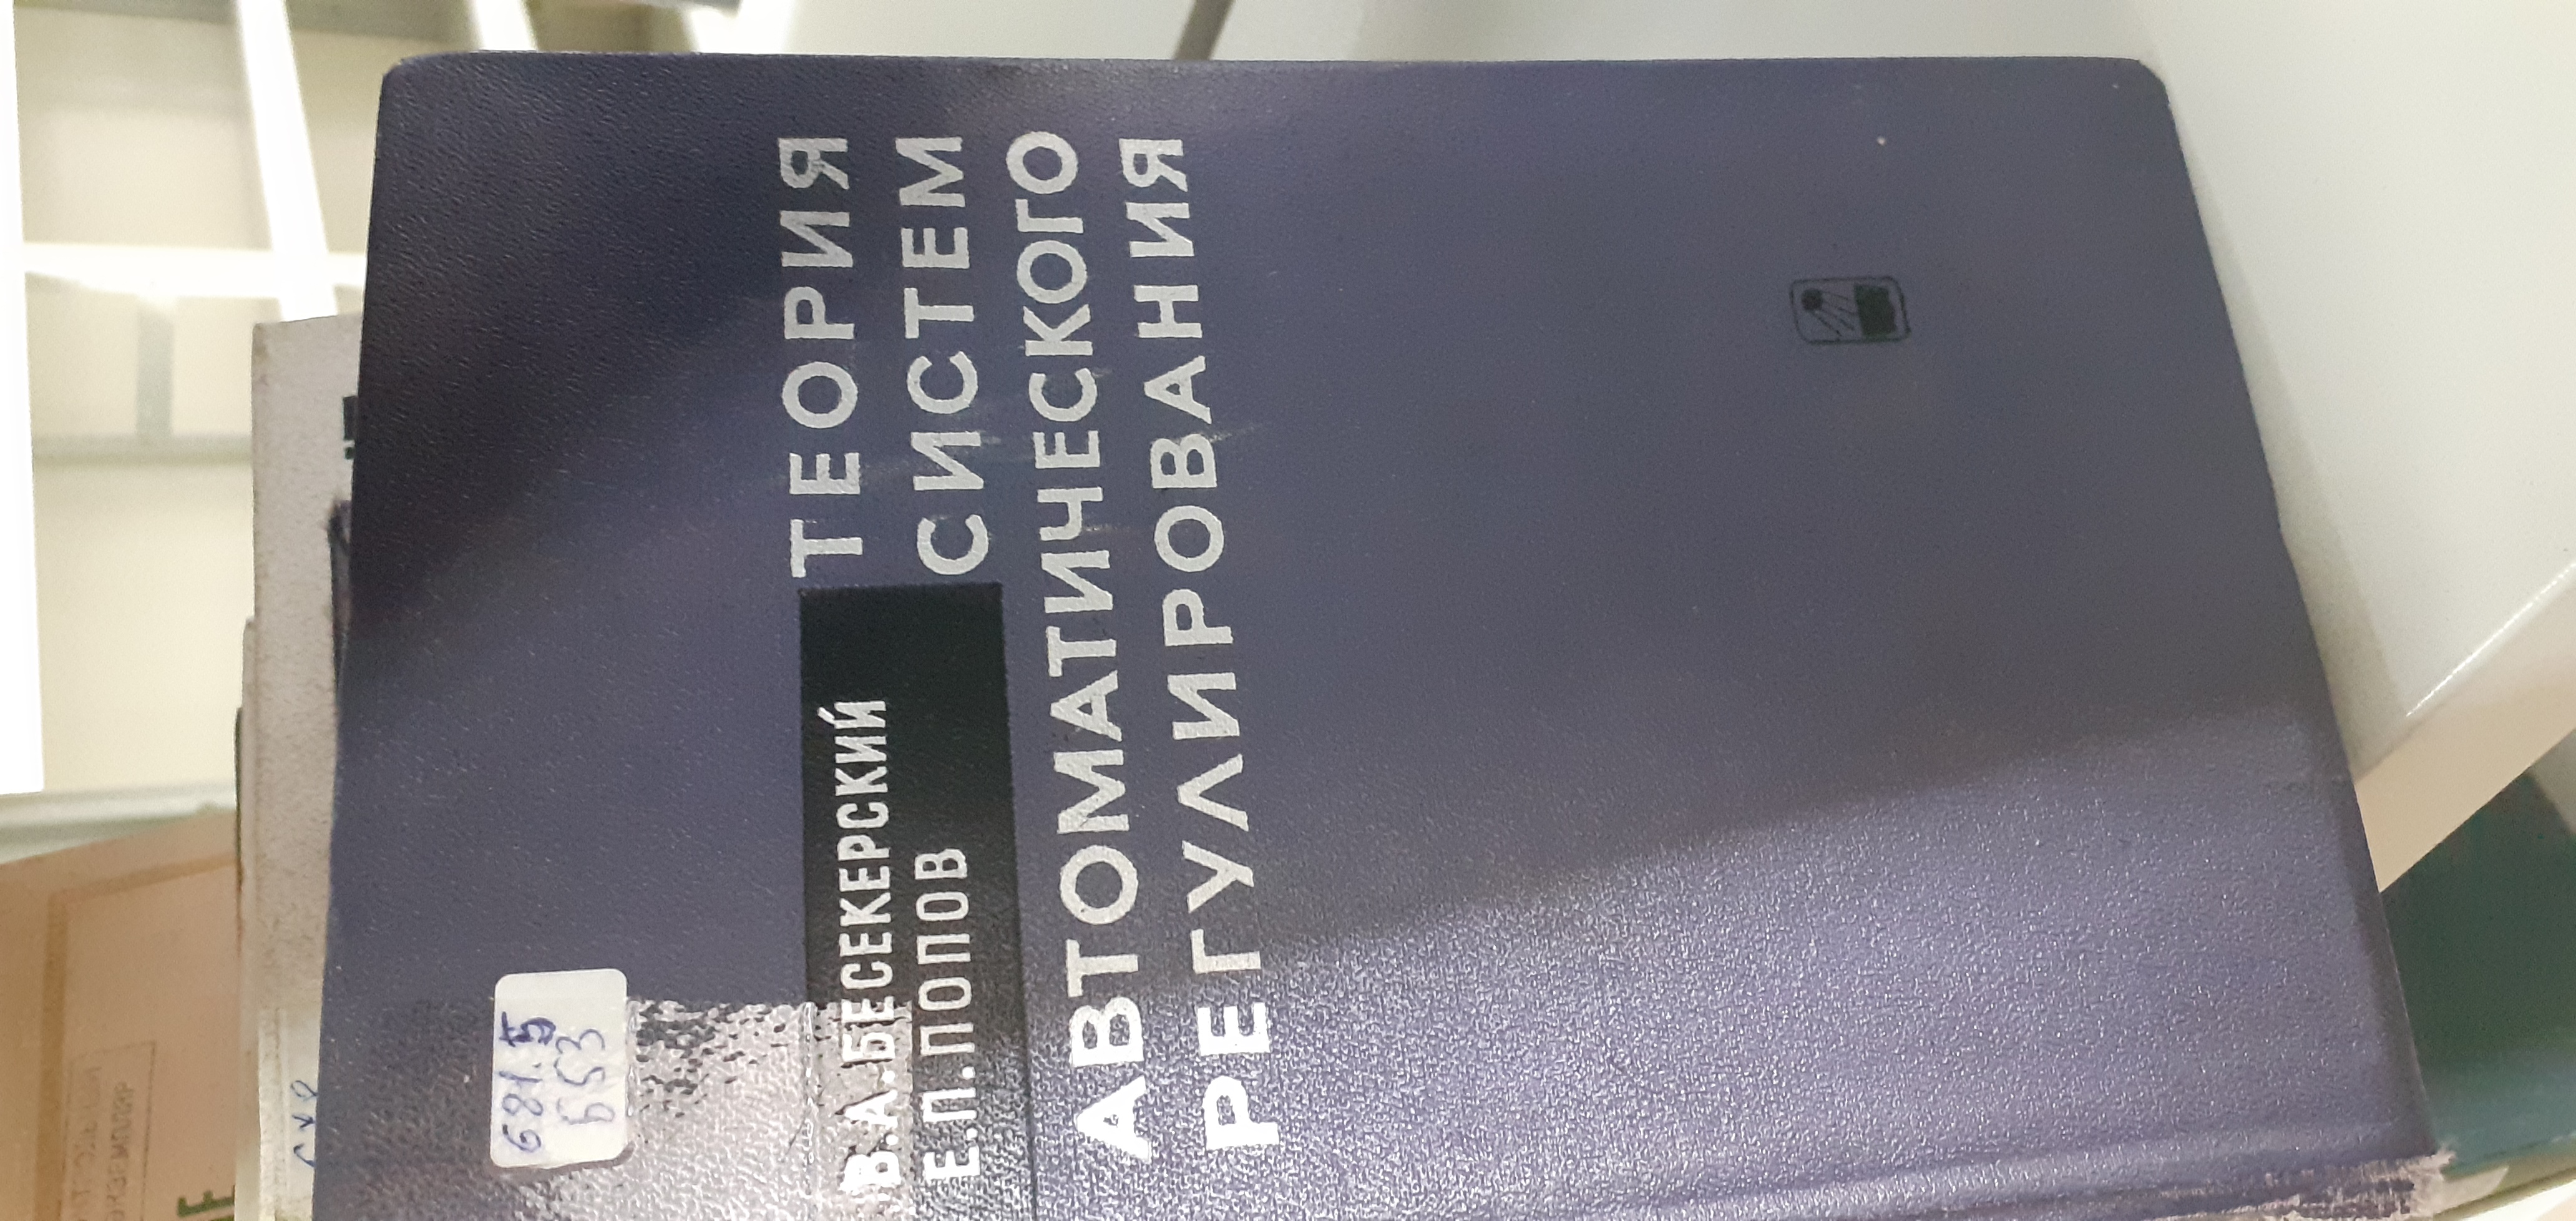 681.5
Б53
В.А.БЕСЕКЕРСКИЙ
Е.П.ПОПОВ
ТЕОРИЯ
СИСТЕМ
АВТОМАТИЧЕСКОГО
РЕГУЛИРОВАНИЯ